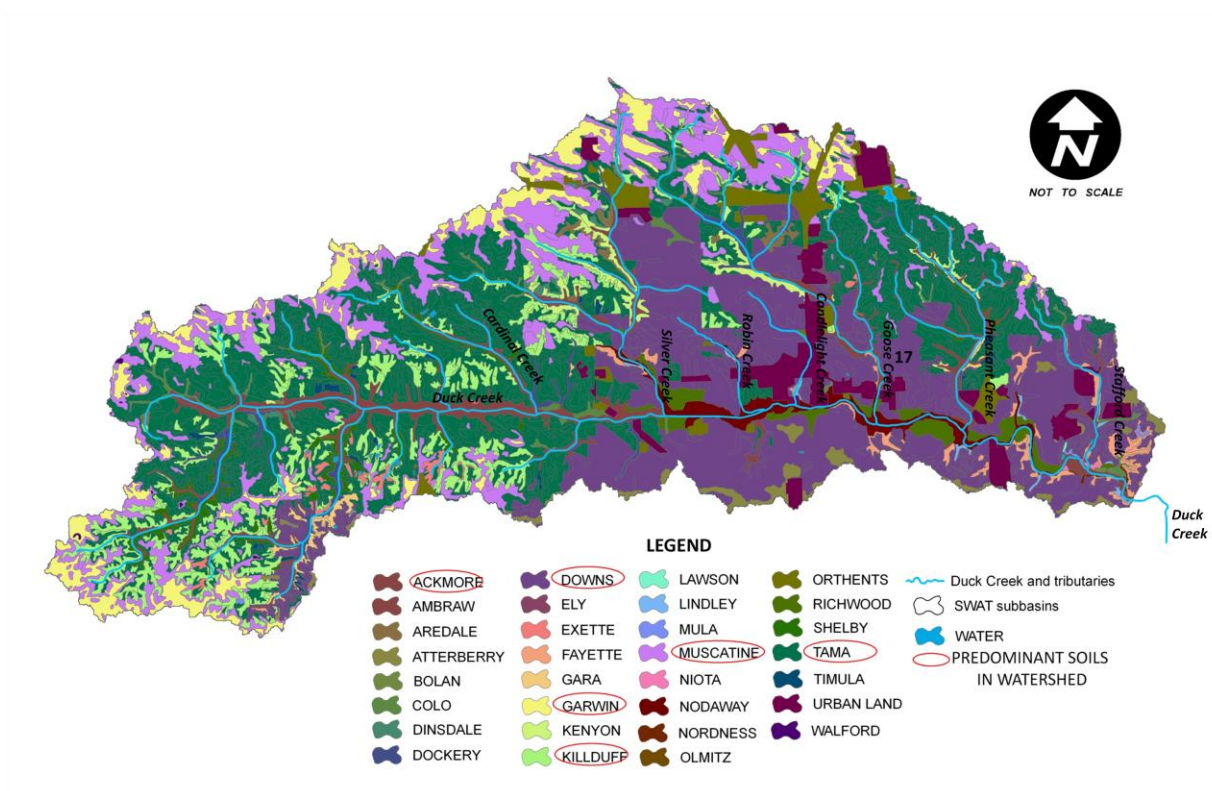 N
NOT TO SCALE
Cardinal Creek
Duck Creek
Silver Creek
Robin Creek
Candlelight Creek
Goose Creek
17
Pheasant Creek
Stafford Creek
Duck
Creek
LEGEND
ACKMORE
AMBRAW
AREDALE
ATTERBERRY
BOLAN
COLO
DINSDALE
DOCKERY
DOWNS
ELY
EXETTE
FAYETTE
GARA
GARWIN
KENYON
KILLDUFF
LAWSON
LINDLEY
MULA
MUSCATINE
NIOTA
NODAWAY
NORDNESS
OLMITZ
ORTHENTS
RICHWOOD
SHELBY
TAMA
TIMULA
URBAN LAND
WALFORD
Duck Creek and tributaries
SWAT subbasins
WATER
PREDOMINANT SOILS
IN WATERSHED